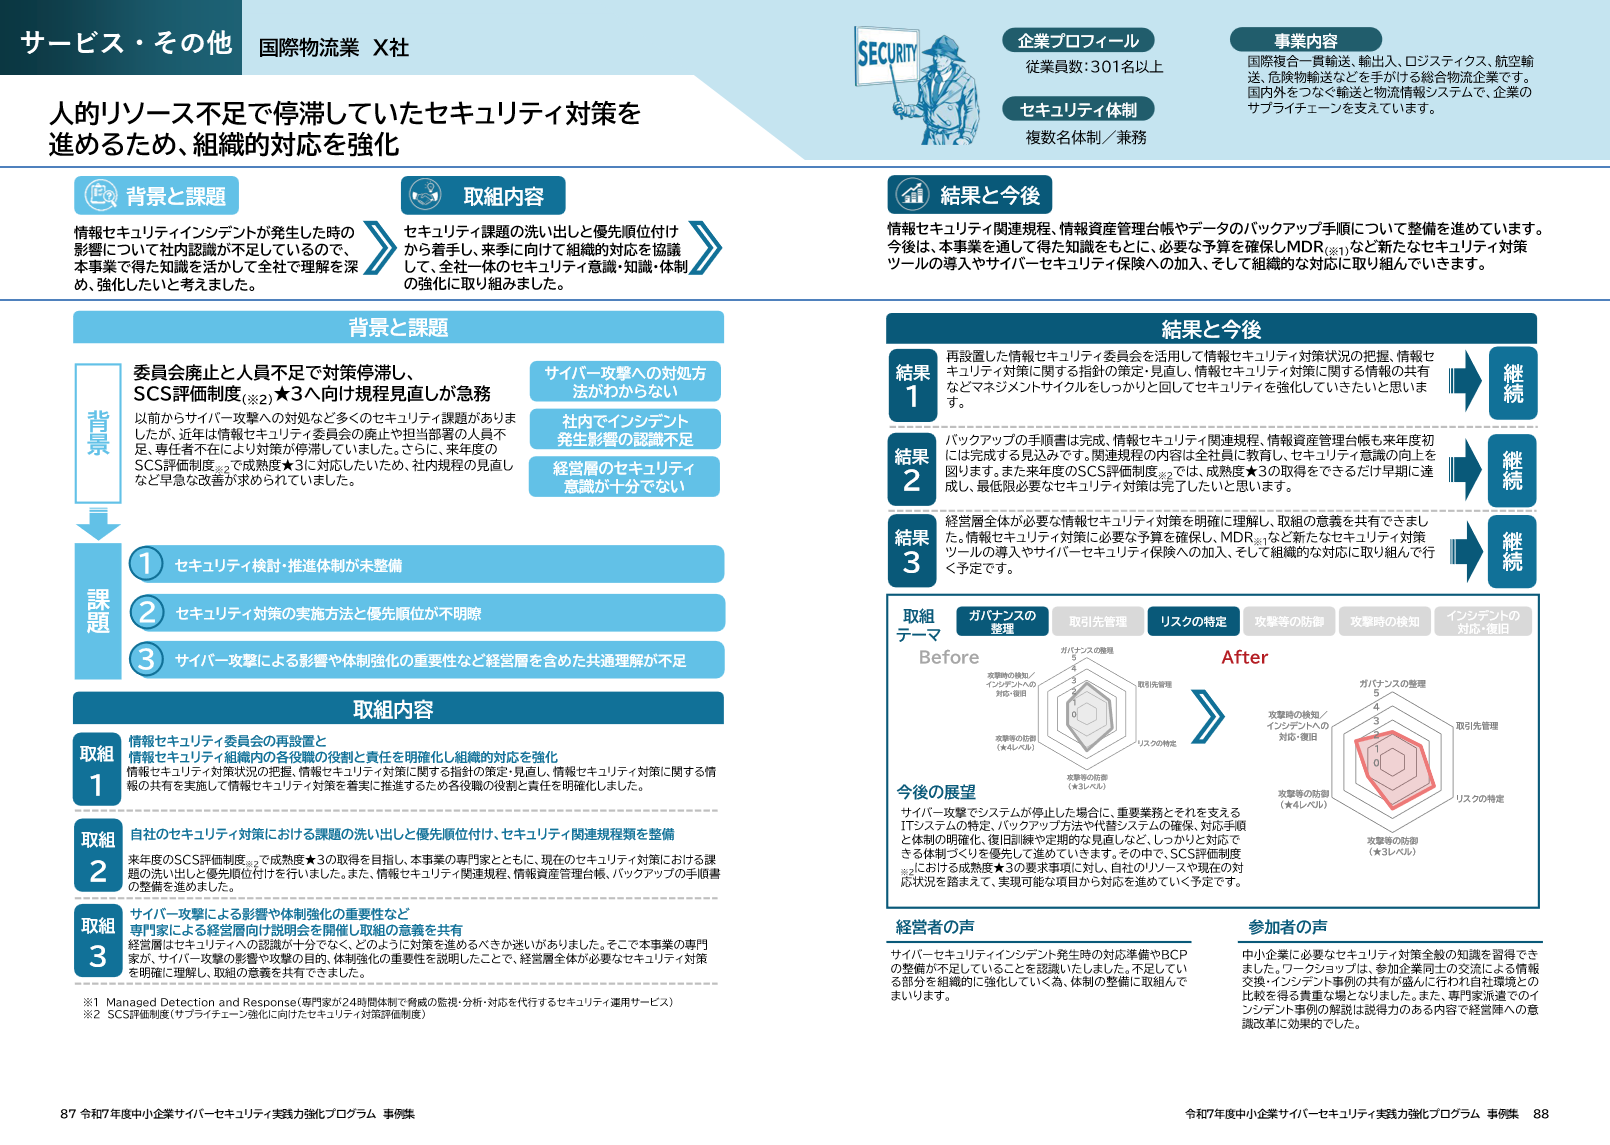 サービス・その他
国際物流業 X社
人的リソース不足で停滞していたセキュリティ対策を
進めるため、組織的対応を強化
SECURITY
企業プロフィール
従業員数：301名以上
セキュリティ体制
複数名体制／兼務
事業内容
国際複合一貫輸送、輸出入、ロジスティクス、航空輸
送、危険物輸送などを手がける総合物流企業です。
国内外をつなぐ輸送と物流情報システムで、企業の
サプライチェーンを支えています。
背景と課題
情報セキュリティインシデントが発生した時の
影響について社内認識が不足しているので、
本事業で得た知識を活かして全社で理解を深
め、強化したいと考えました。
取組内容
セキュリティ課題の洗い出しと優先順位付け
から着手し、来季に向けて組織的対応を協議
して、全社一体のセキュリティ意識・知識・体制
の強化に取り組みました。
結果と今後
情報セキュリティ関連規程、情報資産管理台帳やデータのバックアップ手順について整備を進めています。
今後は、本事業を通して得た知識をもとに、必要な予算を確保しMDR(※1)など新たなセキュリティ対策
ツールの導入やサイバーセキュリティ保険への加入、そして組織的な対応に取り組んでいきます。
背景と課題
背景
委員会廃止と人員不足で対策停滞し、
SCS評価制度(※2)★3へ向け規程見直しが急務
以前からサイバー攻撃への対処など多くのセキュリティ課題がありま
したが、近年は情報セキュリティ委員会の廃止や担当部署の人員不
足、専任者不在により対策が停滞していました。さらに、来年度の
SCS評価制度※2で成熟度★3に対応したいため、社内規程の見直し
など早急な改善が求められていました。
サイバー攻撃への対処方
法がわからない
社内でインシデント
発生影響の認識不足
経営層のセキュリティ
意識が十分でない
課題
1 セキュリティ検討・推進体制が未整備
2 セキュリティ対策の実施方法と優先順位が不明瞭
3 サイバー攻撃による影響や体制強化の重要性など経営層を含めた共通理解が不足
取組内容
取組
1
情報セキュリティ委員会の再設置と
情報セキュリティ組織内の各役職の役割と責任を明確化し組織的対応を強化
情報セキュリティ対策状況の把握、情報セキュリティ対策に関する指針の策定・見直し、情報セキュリティ対策に関する情
報の共有を実施して情報セキュリティ対策を着実に推進するため各役職の役割と責任を明確化しました。
取組
2
自社のセキュリティ対策における課題の洗い出しと優先順位付け、セキュリティ関連規程類を整備
来年度のSCS評価制度※2で成熟度★3の取得を目指し、本事業の専門家とともに、現在のセキュリティ対策における課
題の洗い出しと優先順位付けを行いました。また、情報セキュリティ関連規程、情報資産管理台帳、バックアップの手順書
の整備を進めました。
取組
3
サイバー攻撃による影響や体制強化の重要性など
専門家による経営層向け説明会を開催し取組の意義を共有
経営層はセキュリティへの認識が十分でなく、どのように対策を進めるべきか迷いがありました。そこで本事業の専門
家が、サイバー攻撃の影響や攻撃の目的、体制強化の重要性を説明したことで、経営層全体が必要なセキュリティ対策
を明確に理解し、取組の意義を共有できました。
※1 Managed Detection and Response（専門家が24時間体制で脅威の監視・分析・対応を代行するセキュリティ運用サービス）
※2 SCS評価制度（サプライチェーン強化に向けたセキュリティ対策評価制度）
結果と今後
結果
1
再設置した情報セキュリティ委員会を活用して情報セキュリティ対策状況の把握、情報セ
キュリティ対策に関する指針の策定・見直し、情報セキュリティ対策に関する情報の共有
などマネジメントサイクルをしっかりと回してセキュリティを強化していきたいと思いま
す。
継続
結果
2
バックアップの手順書は完成、情報セキュリティ関連規程、情報資産管理台帳も来年度初
には完成する見込みです。関連規程の内容は全社員に教育し、セキュリティ意識の向上を
図ります。また来年度のSCS評価制度※2では、成熟度★3の取得をできるだけ早期に達
成し、最低限必要なセキュリティ対策は完了したいと思います。
継続
結果
3
経営層全体が必要な情報セキュリティ対策を明確に理解し、取組の意義を共有できまし
た。情報セキュリティ対策に必要な予算を確保し、MDR※1など新たなセキュリティ対策
ツールの導入やサイバーセキュリティ保険への加入、そして組織的な対応に取り組んで行
く予定です。
継続
取組
テーマ
ガバナンスの
整理
取引先管理
リスクの特定
攻撃等の防御
攻撃時の検知
インシデントの
対応・復旧
Before
ガバナンスの整理
5
4
3
2
1
0
取引先管理
リスクの特定
攻撃等の防御
（★3レベル）
攻撃等の防御
（★4レベル）
攻撃時の検知／
インシデントへの
対応・復旧
After
ガバナンスの整理
5
4
3
2
1
0
取引先管理
リスクの特定
攻撃等の防御
（★3レベル）
攻撃等の防御
（★4レベル）
攻撃時の検知／
インシデントへの
対応・復旧
今後の展望
サイバー攻撃でシステムが停止した場合に、重要業務とそれを支える
ITシステムの特定、バックアップ方法や代替システムの確保、対応手順
と体制の明確化、復旧訓練や定期的な見直しなど、しっかりと対応で
きる体制づくりを優先して進めていきます。その中で、SCS評価制度
※2における成熟度★3の要求事項に対し、自社のリソースや現在の対
応状況を踏まえて、実現可能な項目から対応を進めていく予定です。
経営者の声
サイバーセキュリティインシデント発生時の対応準備やBCP
の整備が不足していることを認識いたしました。不足してい
る部分を組織的に強化していく為、体制の整備に取組んで
まいります。
参加者の声
中小企業に必要なセキュリティ対策全般の知識を習得でき
ました。ワークショップは、参加企業同士の交流による情報
交換・インシデント事例の共有が盛んに行われ自社環境との
比較を得る貴重な場となりました。また、専門家派遣でのイ
ンシデント事例の解説は説得力のある内容で経営陣への意
識改革に効果的でした。
87 令和7年度中小企業サイバーセキュリティ実践力強化プログラム 事例集
令和7年度中小企業サイバーセキュリティ実践力強化プログラム 事例集 88